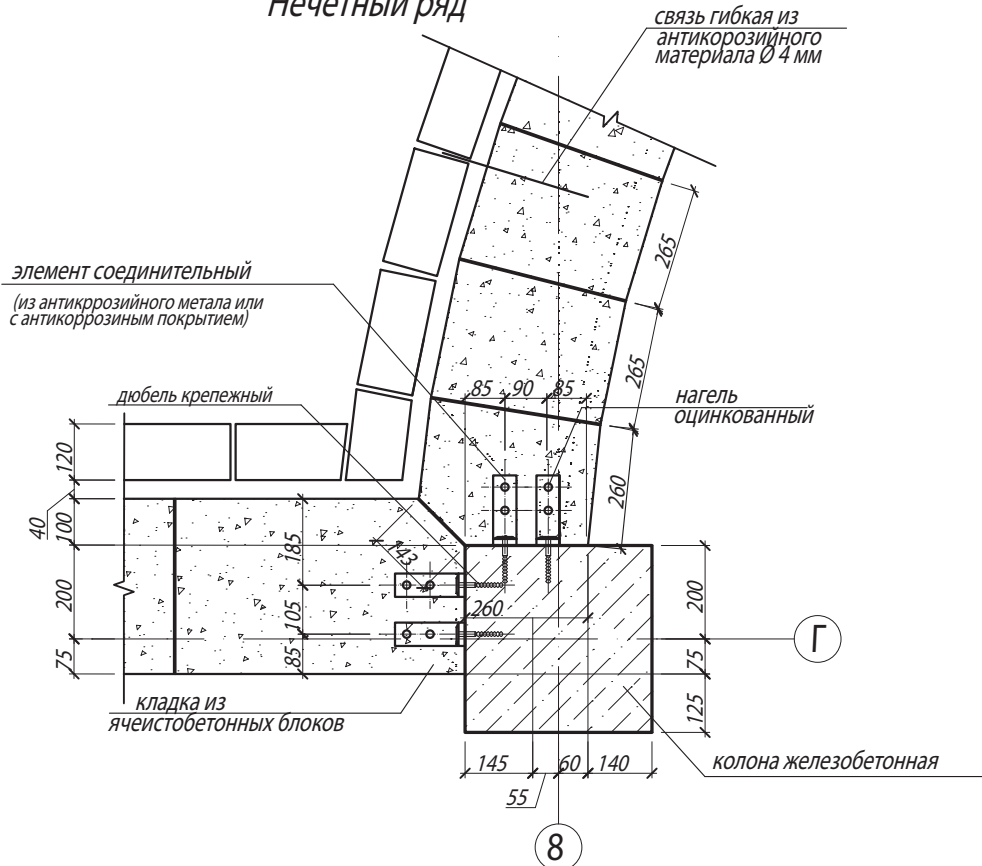 Нечетный ряд
связь гибкая из
антикорозийного
материала Ø 4 мм
265
элемент соединительный
(из антикррозийного метала или
с антикоррозиным покрытием)
265
дюбель крепежный
85 90 85
нагель
оцинкованный
120
260
40
100
185
143
200
105
260
200
Г
75
85
75
кладка из
ячеистобетонных блоков
125
145 60 140
колона железобетонная
55
8